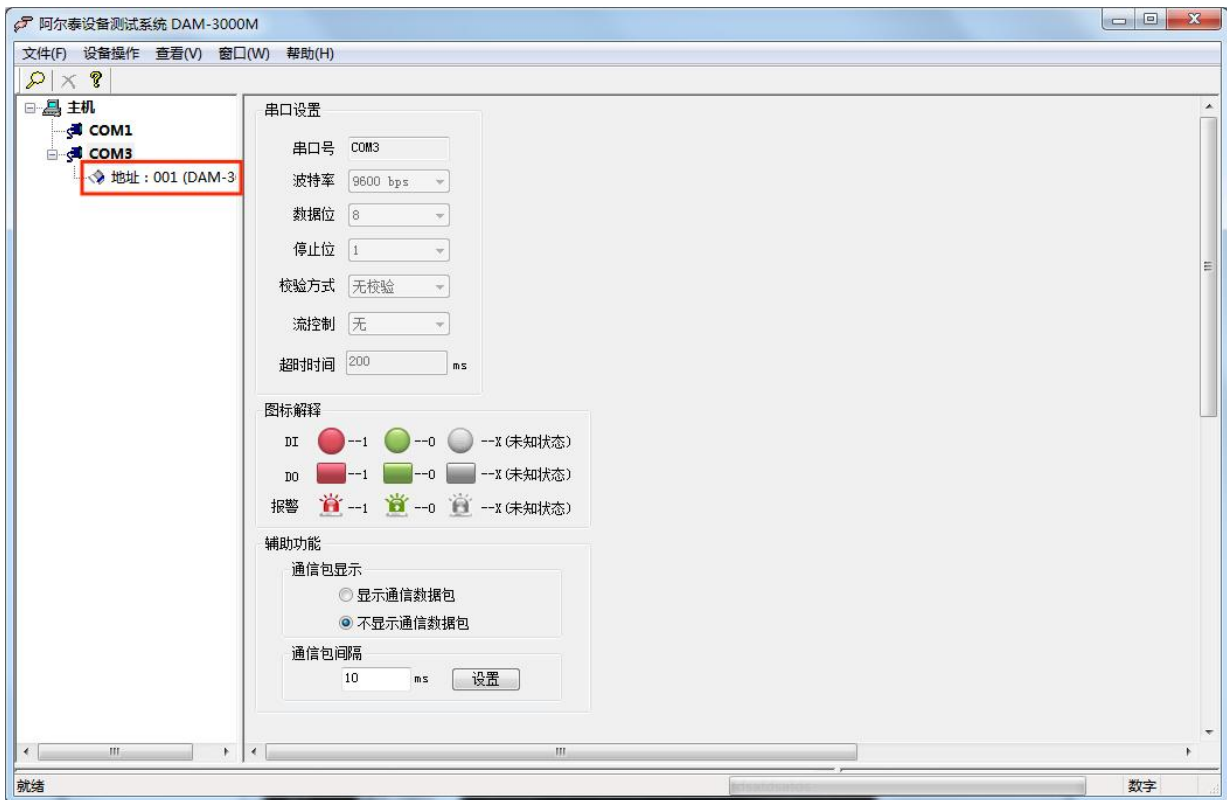 阿尔泰设备测试系统 DAM-3000M
文件(F) 设备操作 查看(V) 窗口(W) 帮助(H)
主机
COM1
COM3
地址：001 (DAM-3
串口设置
串口号 COM3
波特率 9600 bps
数据位 8
停止位 1
校验方式 无校验
流控制 无
超时时间 200 ms
图标解释
DI --1 --0 --X(未知状态)
DO --1 --0 --X(未知状态)
报警 --1 --0 --X(未知状态)
辅助功能
通信包显示
显示通信数据包
不显示通信数据包
通信包间隔
10 ms 设置
就绪 数字